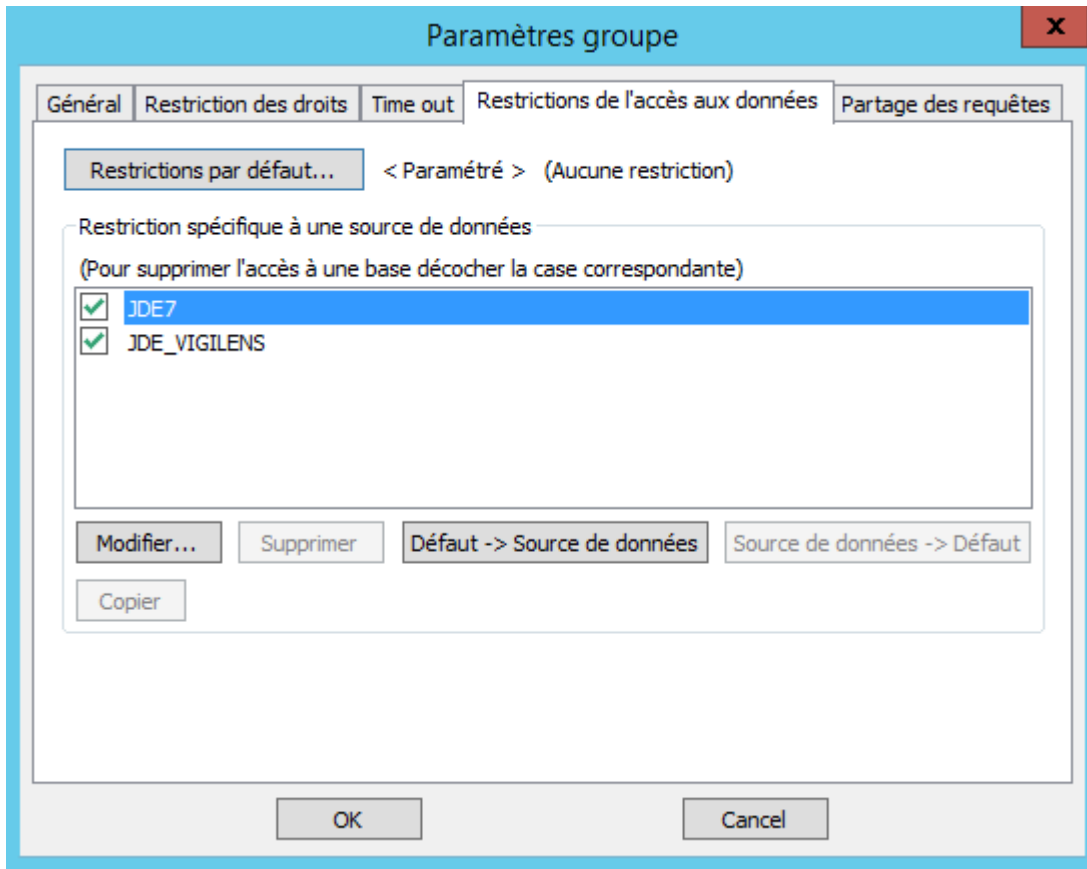 Paramètres groupe
x
Général Restriction des droits Time out Restrictions de l'accès aux données Partage des requêtes
Restrictions par défaut... < Paramétré > (Aucune restriction)
Restriction spécifique à une source de données
(Pour supprimer l'accès à une base décocher la case correspondante)
JDE7
JDE_VIGILENS
Modifier... Supprimer Défaut -> Source de données Source de données -> Défaut
Copier
OK Cancel